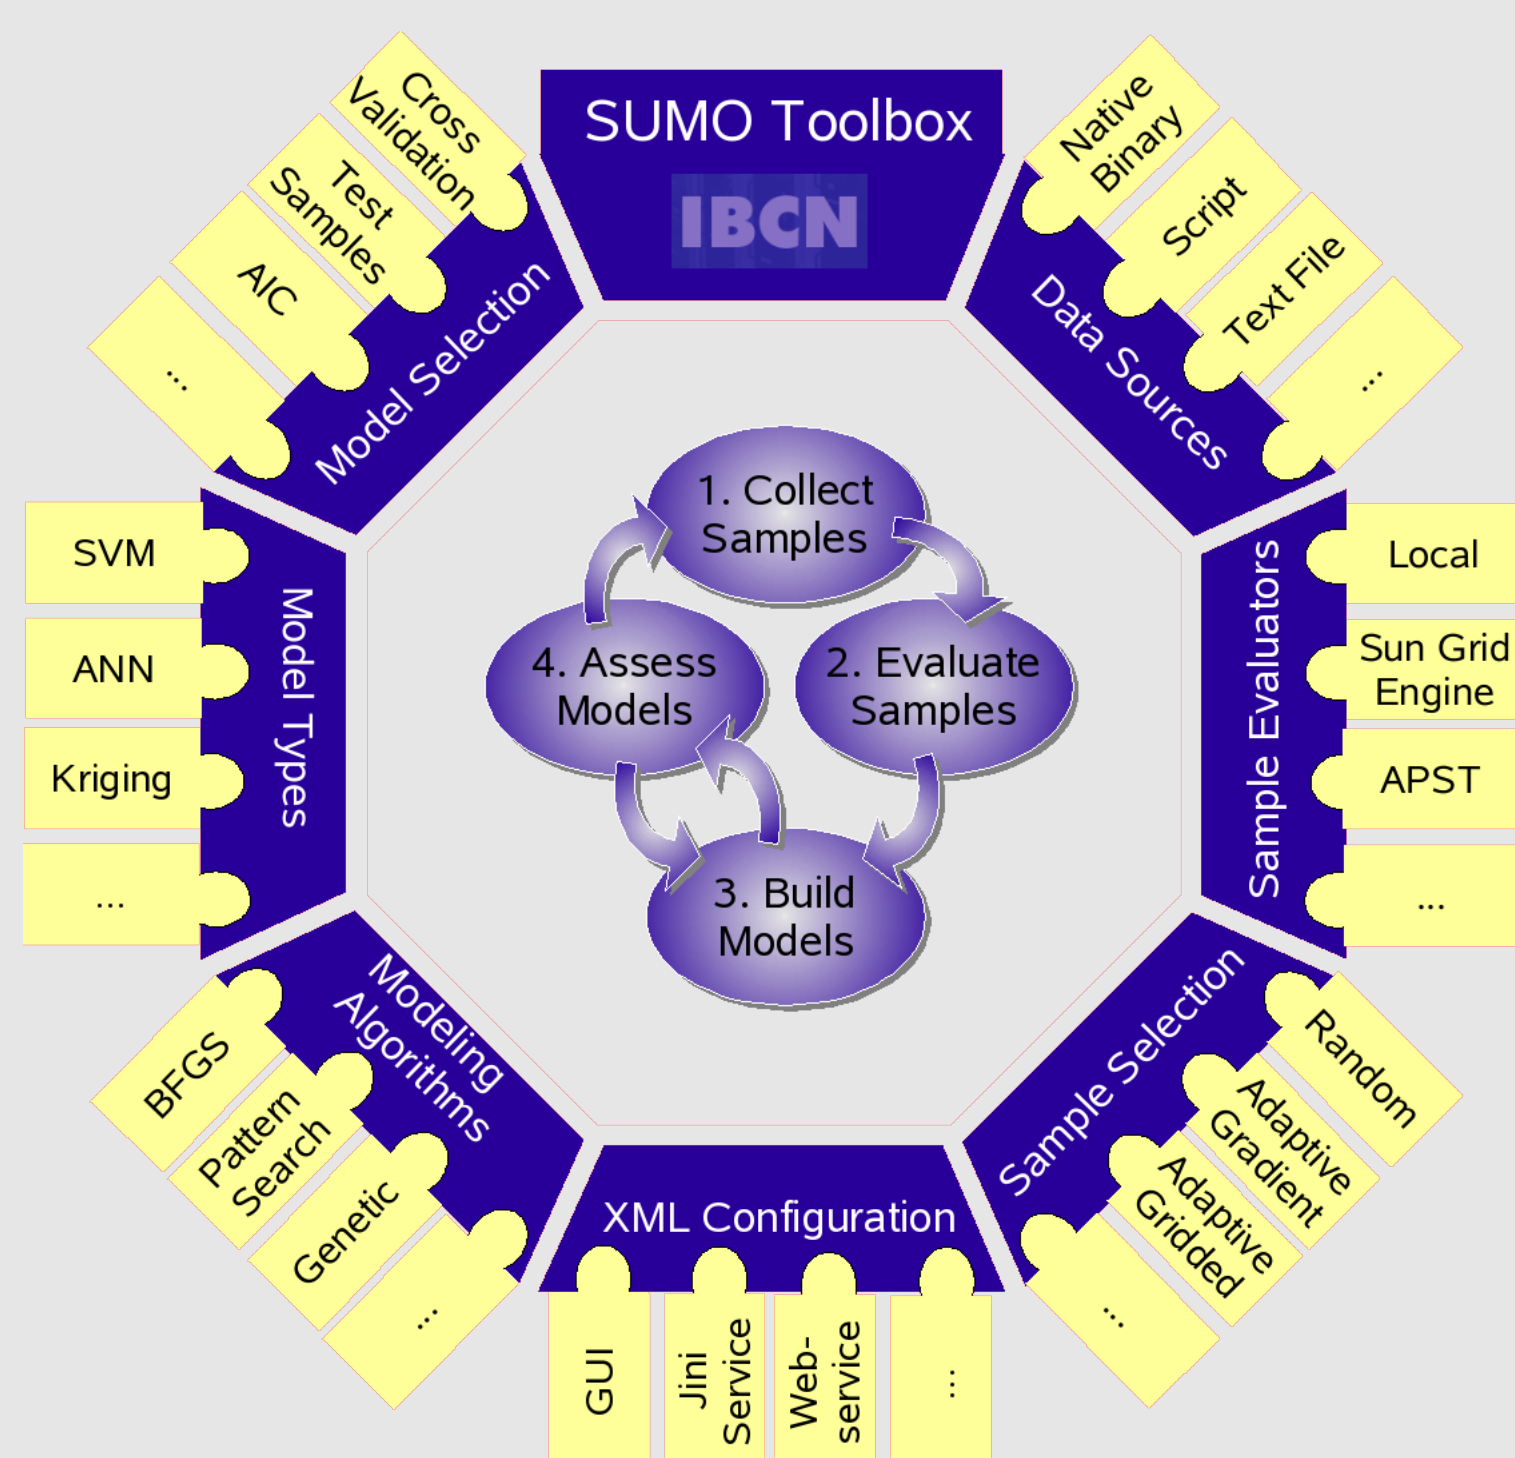 SUMO Toolbox
IBCN
Native
Binary
Script
Text File
...
Data Sources
Local
Sun Grid
Engine
APST
...
Sample Evaluators
Random
Adaptive
Gradient
Adaptive
Gridded
...
Sample Selection
XML Configuration
GUI
Jini
Service
Web-
service
...
Modeling
Algorithms
BFGS
Pattern
Search
Genetic
...
Model Types
SVM
ANN
Kriging
...
Model Selection
Cross
Validation
Test
Samples
AIC
...
1. Collect
Samples
2. Evaluate
Samples
3. Build
Models
4. Assess
Models